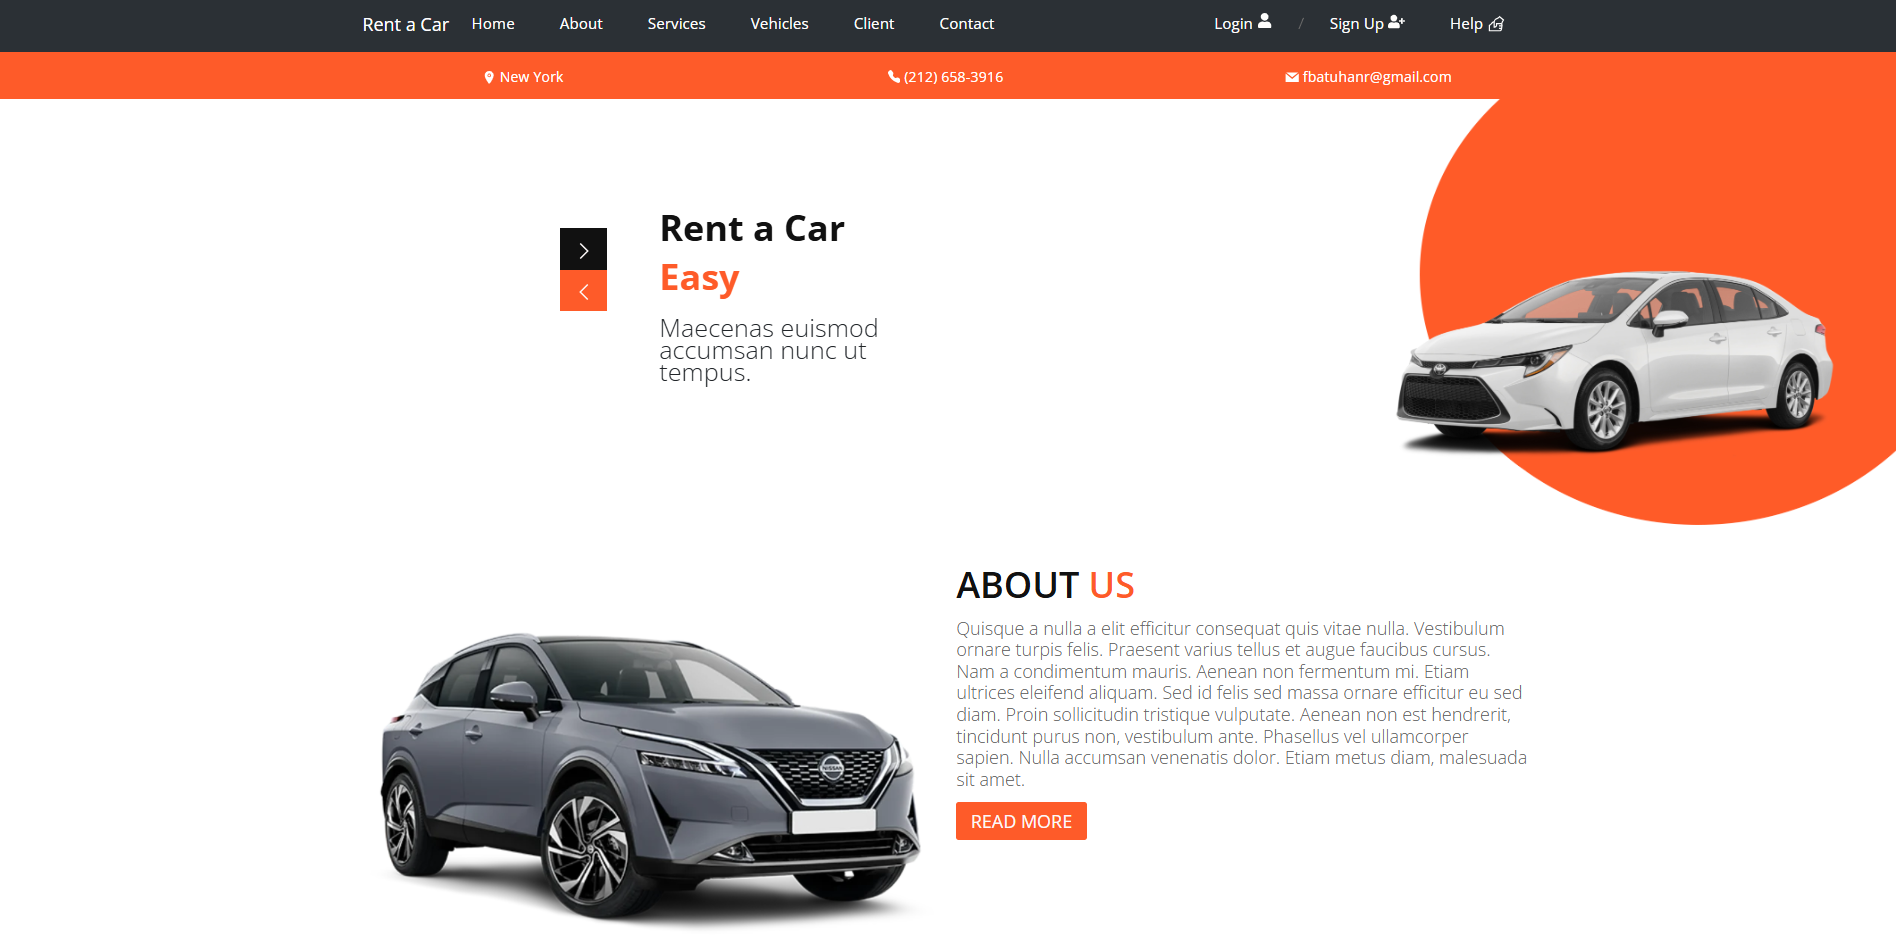 Rent a Car Home About Services Vehicles Client Contact Login / Sign Up Help
New York (212) 658-3916 fbatuhanr@gmail.com
Rent a Car
Easy
Maecenas euismod
accumsan nunc ut
tempus.
ABOUT US
Quisque a nulla a elit efficitur consequat quis vitae nulla. Vestibulum
ornare turpis felis. Praesent varius tellus et augue faucibus cursus.
Nam a condimentum mauris. Aenean non fermentum mi. Etiam
ultrices eleifend aliquam. Sed id felis sed massa ornare efficitur eu sed
diam. Proin sollicitudin tristique vulputate. Aenean non est hendrerit,
tincidunt purus non, vestibulum ante. Phasellus vel ullamcorper
sapien. Nulla accumsan venenatis dolor. Etiam metus diam, malesuada
sit amet.
NISSAN
READ MORE